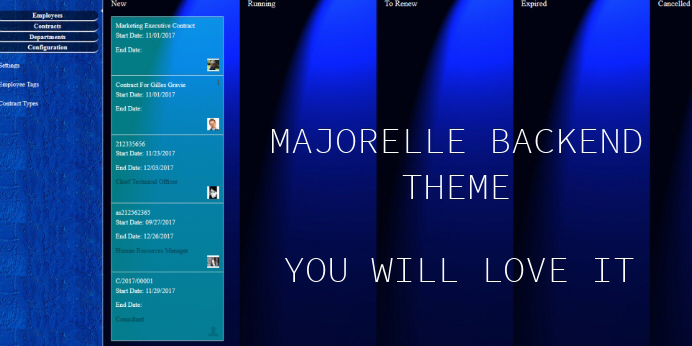 New
Running
To Renew
Expired
Cancelled
Employees
Contracts
Departments
Configuration
Settings
Employee Tags
Contract Types
Marketing Executive Contract
Start Date: 11/01/2017
End Date:
Contract For Gilles Gravie
Start Date: 11/01/2017
End Date:
212335656
Start Date: 11/23/2017
End Date: 12/03/2017
Chief Technical Officer
as212562365
Start Date: 09/27/2017
End Date: 12/26/2017
Human Resources Manager
C/2017/00001
Start Date: 11/29/2017
End Date:
Consultant
MAJORELLE BACKEND
THEME
YOU WILL LOVE IT